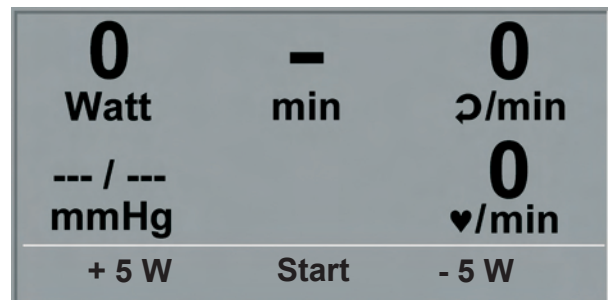 0 – 0
Watt min ⊃/min
--- / --- 0
mmHg ♥/min
+ 5 W Start - 5 W